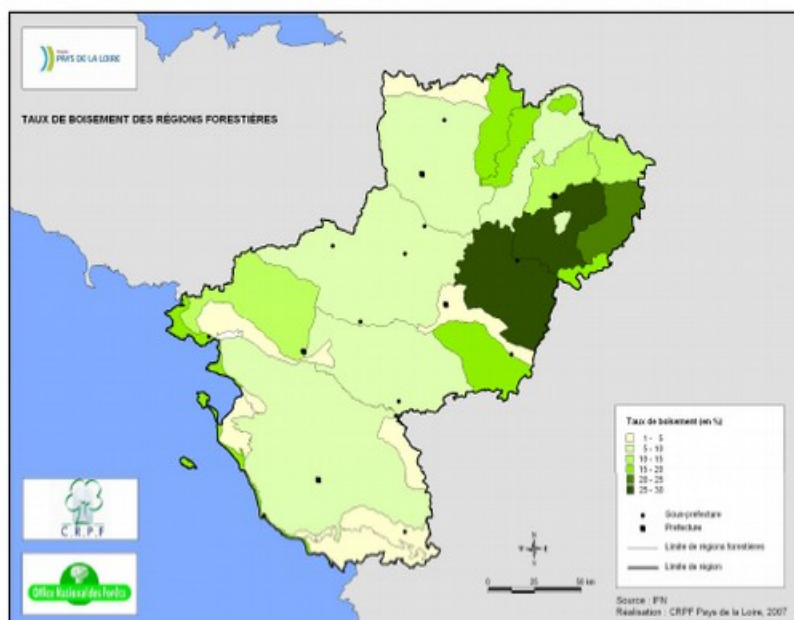 Région
PAYS DE LA LOIRE
TAUX DE BOISEMENT DES RÉGIONS FORESTIÈRES
Taux de boisement (en %)
1 - 5
5 - 10
10 - 15
15 - 20
20 - 25
25 - 30
Sous-préfecture
Préfecture
Limite de régions forestières
Limite de région
C.R.P.F
Office National des Forêts
N
E
S
0 25 50 km
Source : IFN
Réalisation : CRPF Pays de la Loire, 2007